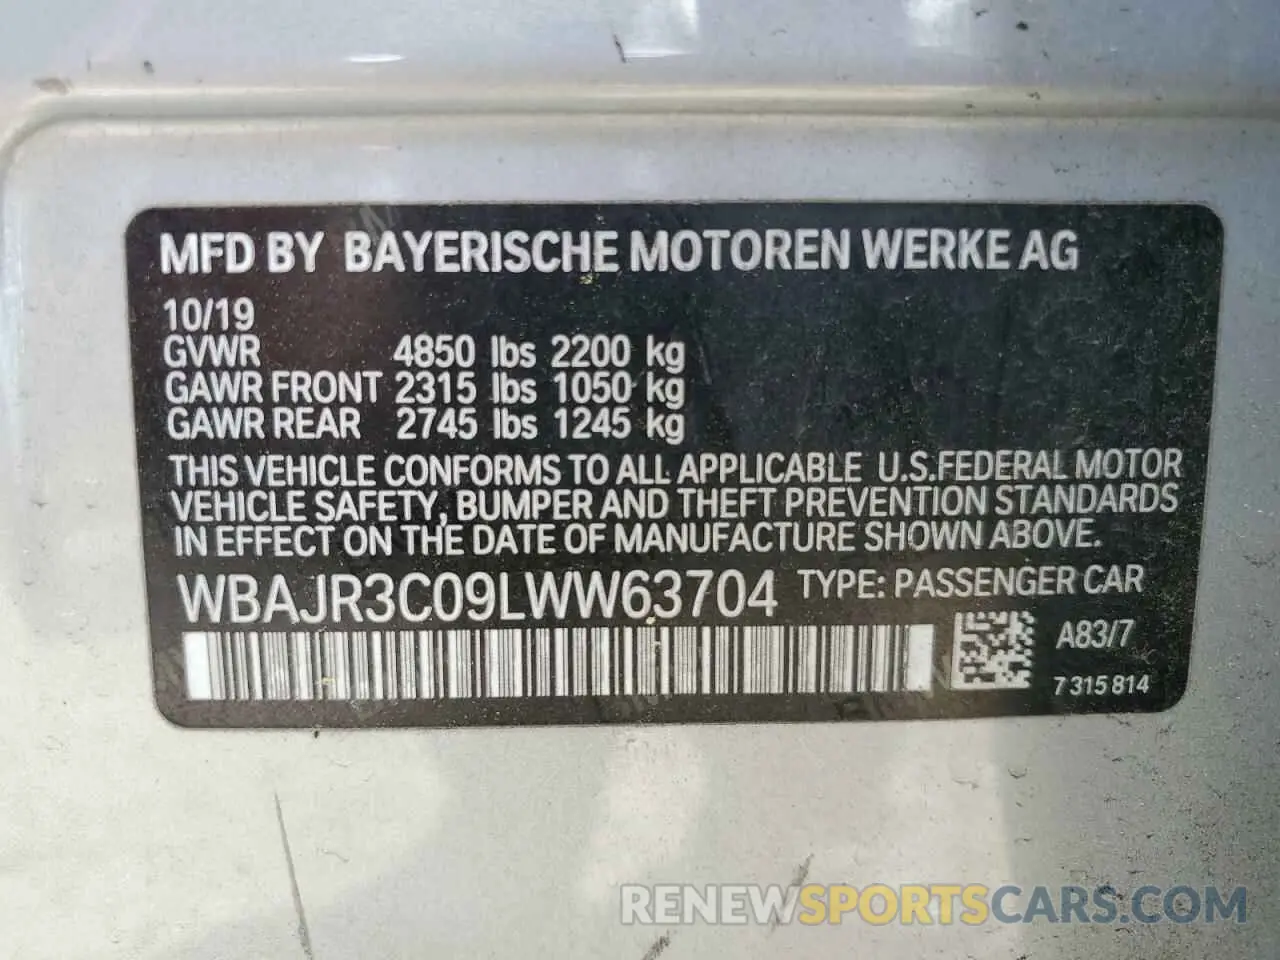 MFD BY BAYERISCHE MOTOREN WERKE AG
10/19
GVWR 4850 lbs 2200 kg
GAWR FRONT 2315 lbs 1050 kg
GAWR REAR 2745 lbs 1245 kg
THIS VEHICLE CONFORMS TO ALL APPLICABLE U.S.FEDERAL MOTOR
VEHICLE SAFETY, BUMPER AND THEFT PREVENTION STANDARDS
IN EFFECT ON THE DATE OF MANUFACTURE SHOWN ABOVE.
WBAJR3C09LWW63704 TYPE: PASSENGER CAR
A83/7
7 315 814
RENEWSPORTSCARS.COM